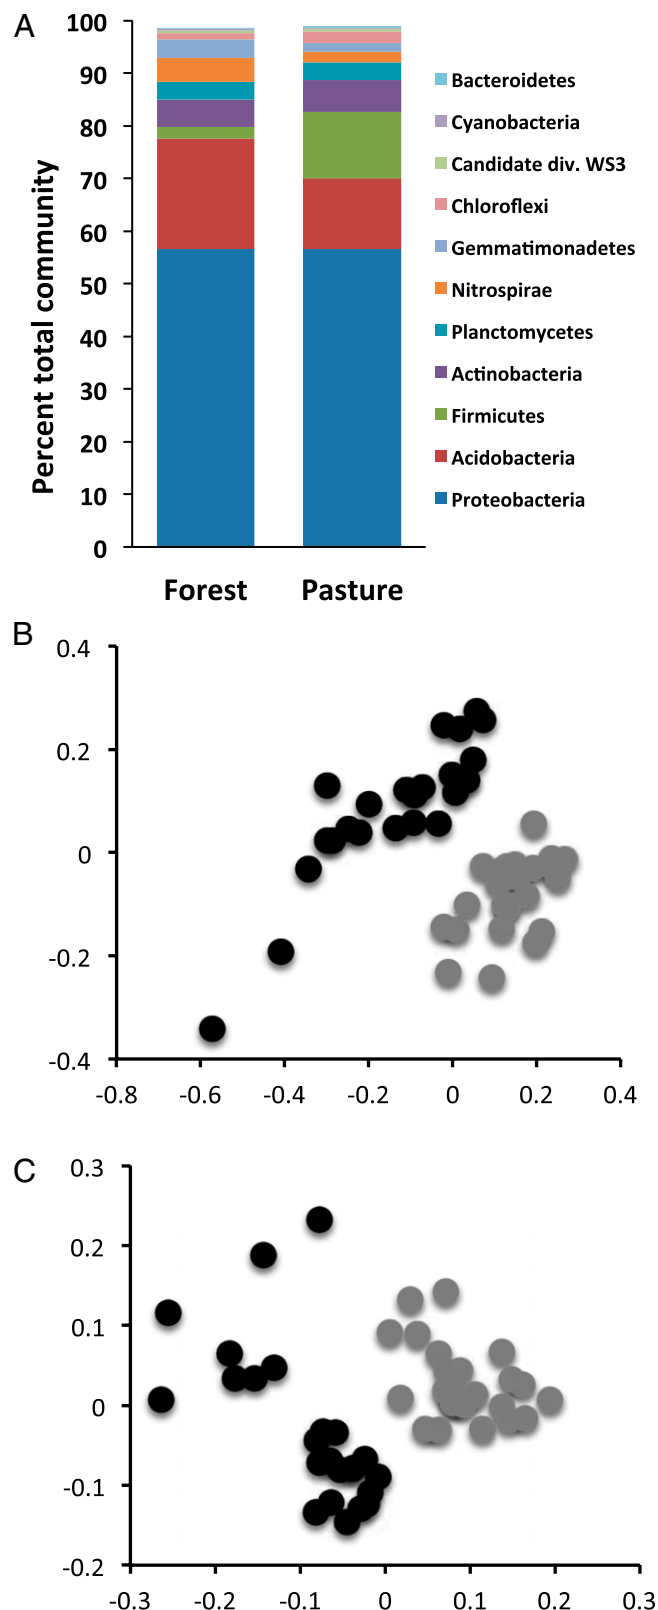 A
100
90
80
70
60
50
40
30
20
10
0
Percent total community
Forest Pasture
Bacteroidetes
Cyanobacteria
Candidate div. WS3
Chloroflexi
Gemmatimonadetes
Nitrospirae
Planctomycetes
Actinobacteria
Firmicutes
Acidobacteria
Proteobacteria
B
0.4
0.2
0
-0.2
-0.4
-0.8 -0.6 -0.4 -0.2 0 0.2 0.4
C
0.3
0.2
0.1
0
-0.1
-0.2
-0.3 -0.2 -0.1 0 0.1 0.2 0.3